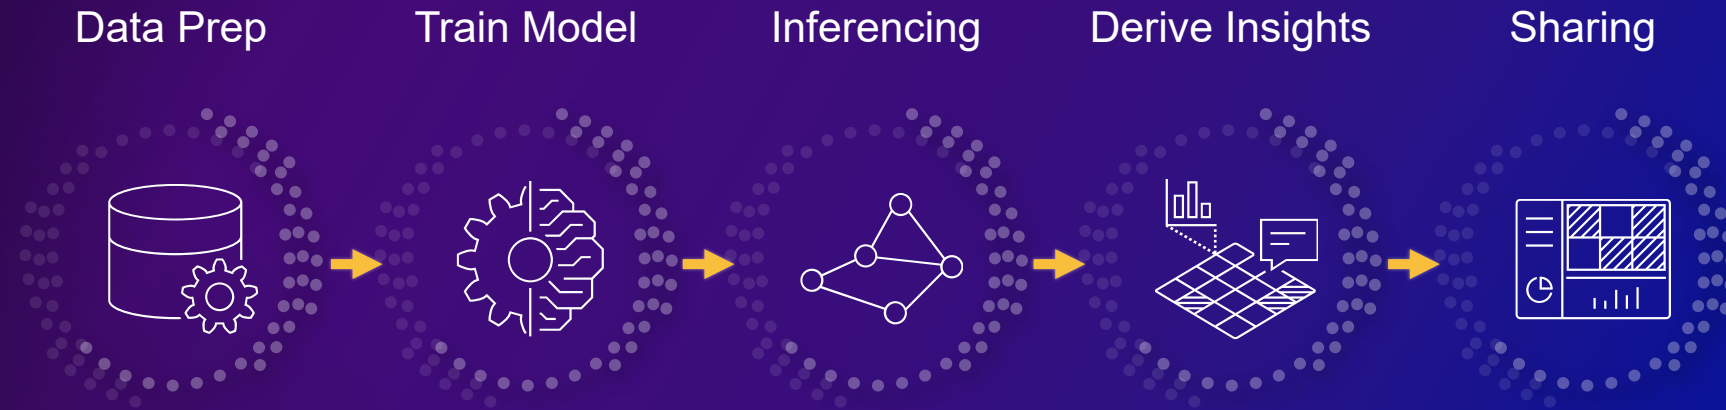 Data Prep
Train Model
Inferencing
Derive Insights
Sharing